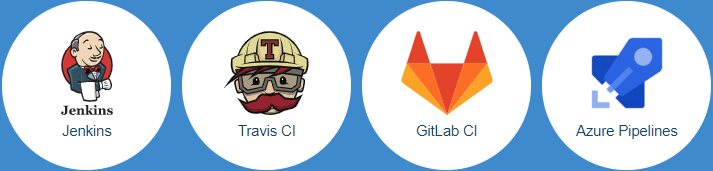 T
Jenkins
Jenkins
Travis CI
GitLab CI
Azure Pipelines